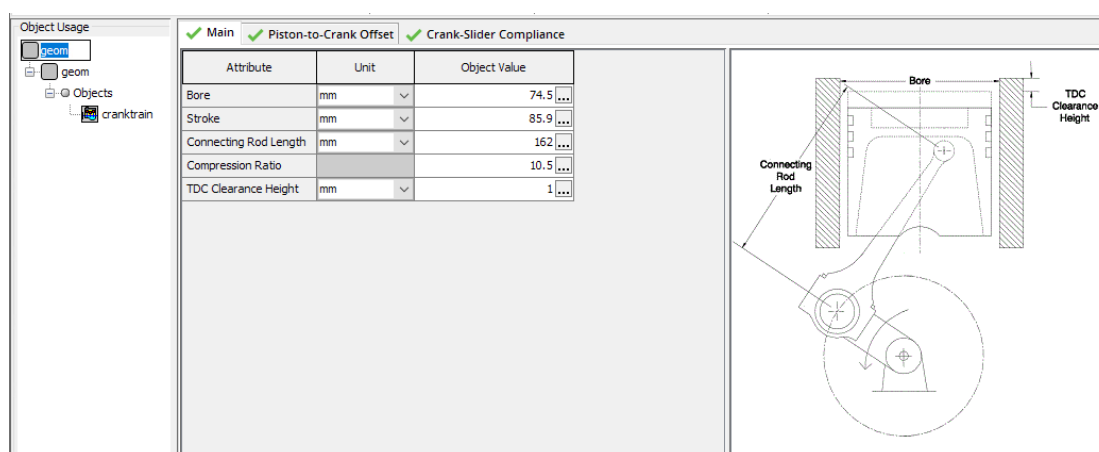 Object Usage
geom
geom
Objects
cranktrain
Main
Piston-to-Crank Offset
Crank-Slider Compliance
Attribute Unit Object Value
Bore mm 74.5 ...
Stroke mm 85.9 ...
Connecting Rod Length mm 162 ...
Compression Ratio 10.5 ...
TDC Clearance Height mm 1 ...
Bore
TDC
Clearance
Height
Connecting
Rod
Length